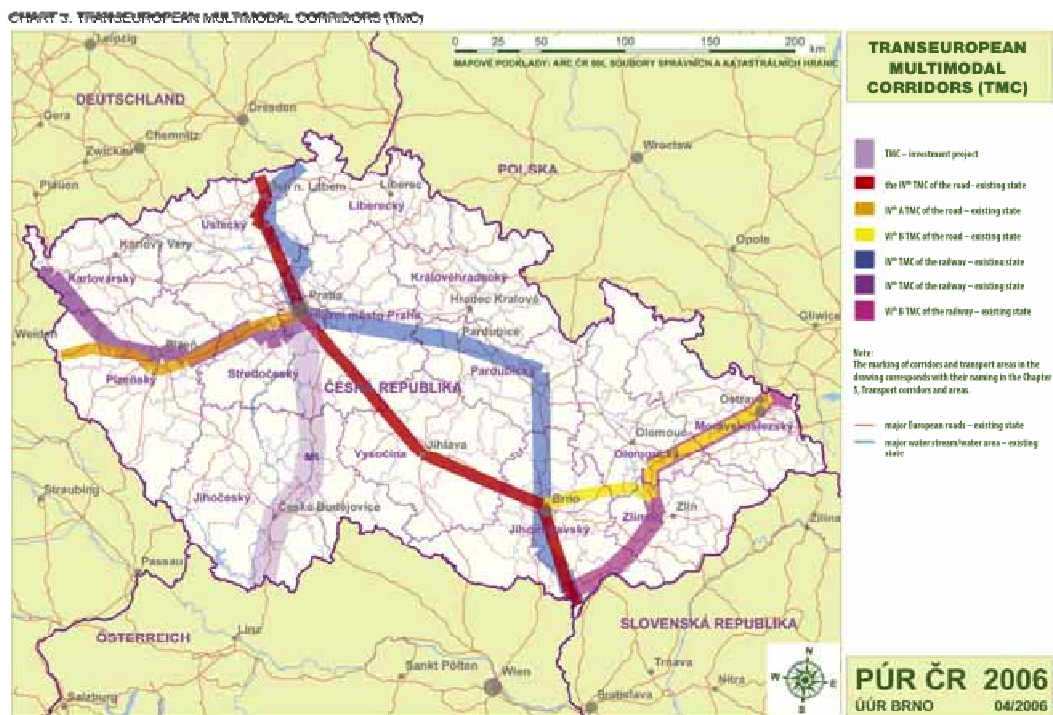 CHART 3. TRANSEUROPEAN MULTIMODAL CORRIDORS (TMC)
0 25 50 100 150 200
km
MAPOVÉ PODKLADY: ARC ČR 500, SOUBORY SPRÁVNÍCH A KATASTRÁLNÍCH HRANIC
TRANSEUROPEAN
MULTIMODAL
CORRIDORS (TMC)
TMC – investment project
the IVth TMC of the road - existing state
IVth A TMC of the road – existing state
VIth B TMC of the road – existing state
IVth TMC of the railway – existing state
IVth TMC of the railway – existing state
VIth B TMC of the railway – existing state
Note:
The marking of corridors and transport areas in the
drawing corresponds with their naming in the Chapter
5, Transport corridors and areas.
major European roads – existing state
major water stream/water area – existing
state
Leipzig
DEUTSCHLAND
Dresden
Gera
Chemnitz
Zwickau
Plauen
POLSKA
Wrocław
Ústí n. Labem
Liberec
Liberecký
Ústecký
Opole
Karlovy Vary
Karlovarský
Královéhradecký
Praha
Hradec Králové
Hlavní město Praha
Gliwice
Weiden
Pardubice
Plzeň
Plzeňský
Středočeský
Pardubický
ČESKÁ REPUBLIKA
Ostrava
Moravskoslezský
Olomouc
Jihlava
Vysočina
Olomoucký
M1
Straubing
Jihočeský
České Budějovice
Brno
Zlín
Zlínský
Jihomoravský
Žilina
Passau
SLOVENSKÁ REPUBLIKA
ÖSTERREICH
Linz
Sankt Pölten
Wien
Trnava
Nitra
Bratislava
Salzburg
N
W E
S
PÚR ČR 2006
ÚÚR BRNO 04/2006